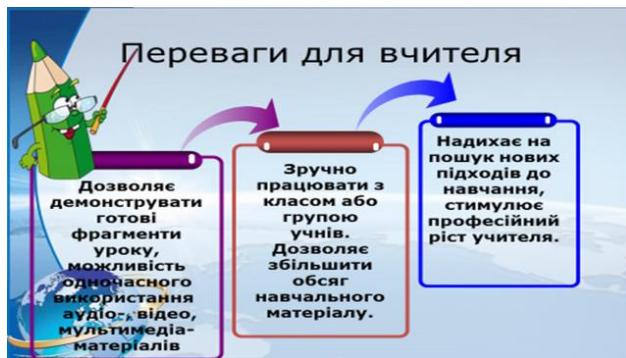 Переваги для вчителя
Дозволяє
демонструвати
готові
фрагменти
уроку,
можливість
одночасного
використання
аудіо-, відео,
мультимедіа-
матеріалів
Зручно
працювати з
класом або
групою
учнів.
Дозволяє
збільшити
обсяг
навчального
матеріалу.
Надихає на
пошук нових
підходів до
навчання,
стимулює
професійний
ріст учителя.